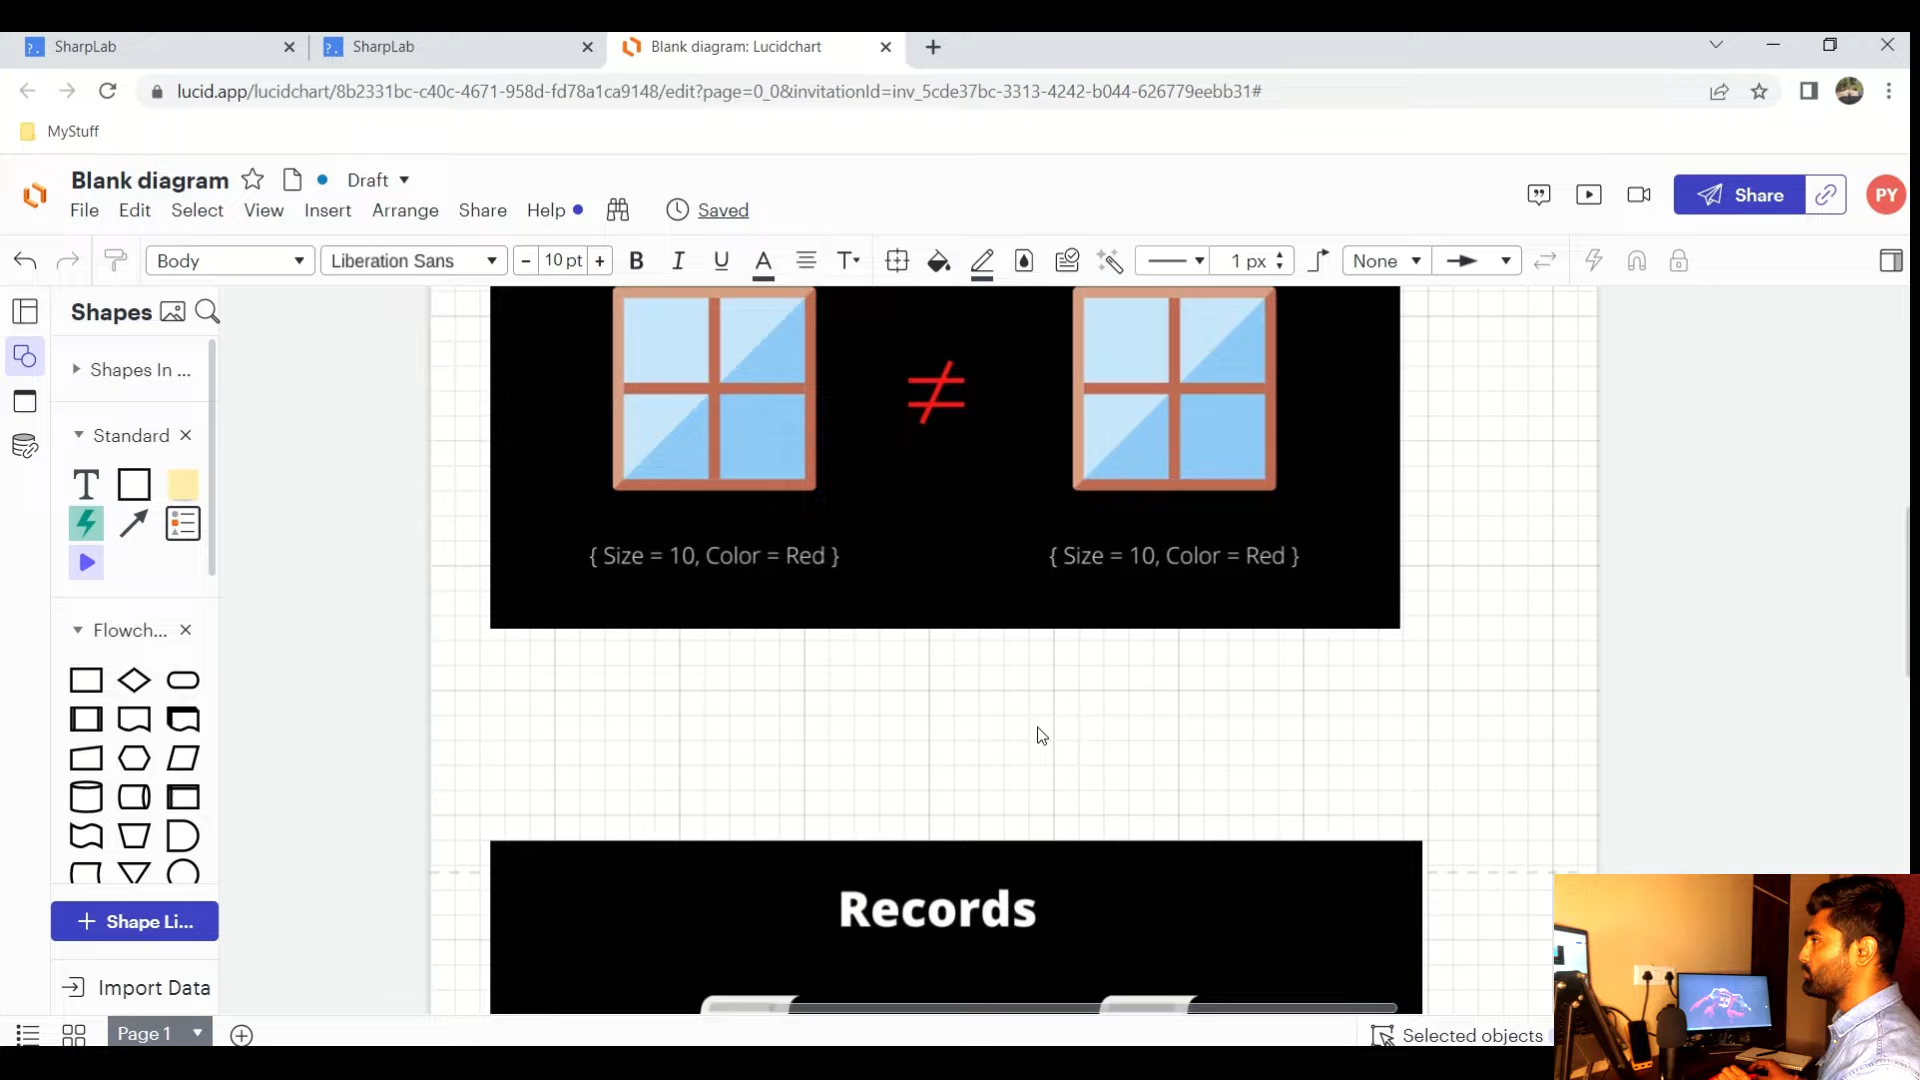 SharpLab
SharpLab
Blank diagram: Lucidchart
lucid.app/lucidchart/8b2331bc-c40c-4671-958d-fd78a1ca9148/edit?page=0_0&invitationId=inv_5cde37bc-3313-4242-b044-626779eebb31#
MyStuff
Blank diagram
Draft
File Edit Select View Insert Arrange Share Help
Saved
Share
PY
Body
Liberation Sans
- 10 pt +
B I U A T
1 px
None
Shapes
Shapes In ...
Standard
T
Flowch...
≠
{ Size = 10, Color = Red }
{ Size = 10, Color = Red }
Records
+ Shape Li...
Import Data
Page 1
Selected objects